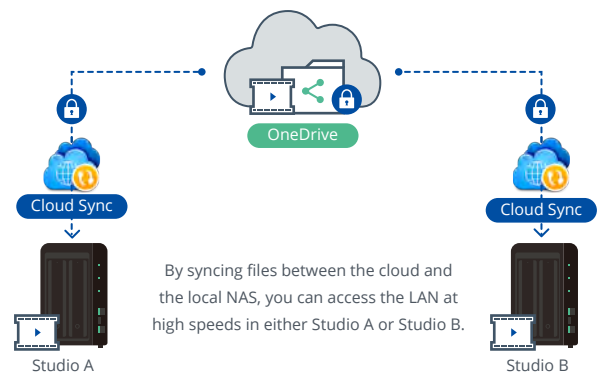 OneDrive
Cloud Sync
Cloud Sync
By syncing files between the cloud and
the local NAS, you can access the LAN at
high speeds in either Studio A or Studio B.
Studio A
Studio B